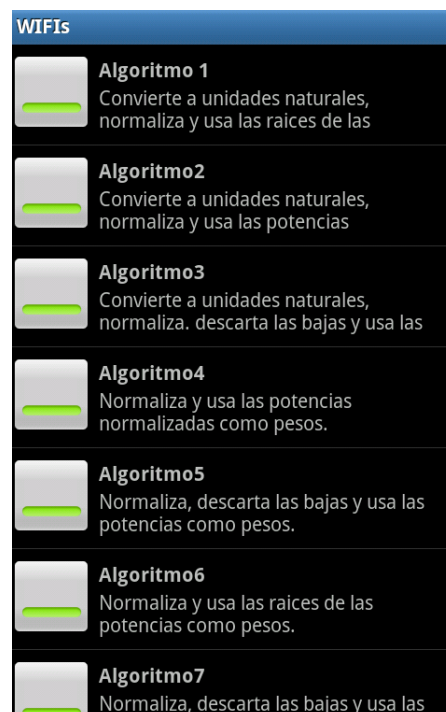 WIFIs
Algoritmo 1
Convierte a unidades naturales,
normaliza y usa las raices de las
Algoritmo2
Convierte a unidades naturales,
normaliza y usa las potencias
Algoritmo3
Convierte a unidades naturales,
normaliza. descarta las bajas y usa las
Algoritmo4
Normaliza y usa las potencias
normalizadas como pesos.
Algoritmo5
Normaliza, descarta las bajas y usa las
potencias como pesos.
Algoritmo6
Normaliza y usa las raices de las
potencias como pesos.
Algoritmo7
Normaliza, descarta las bajas y usa las